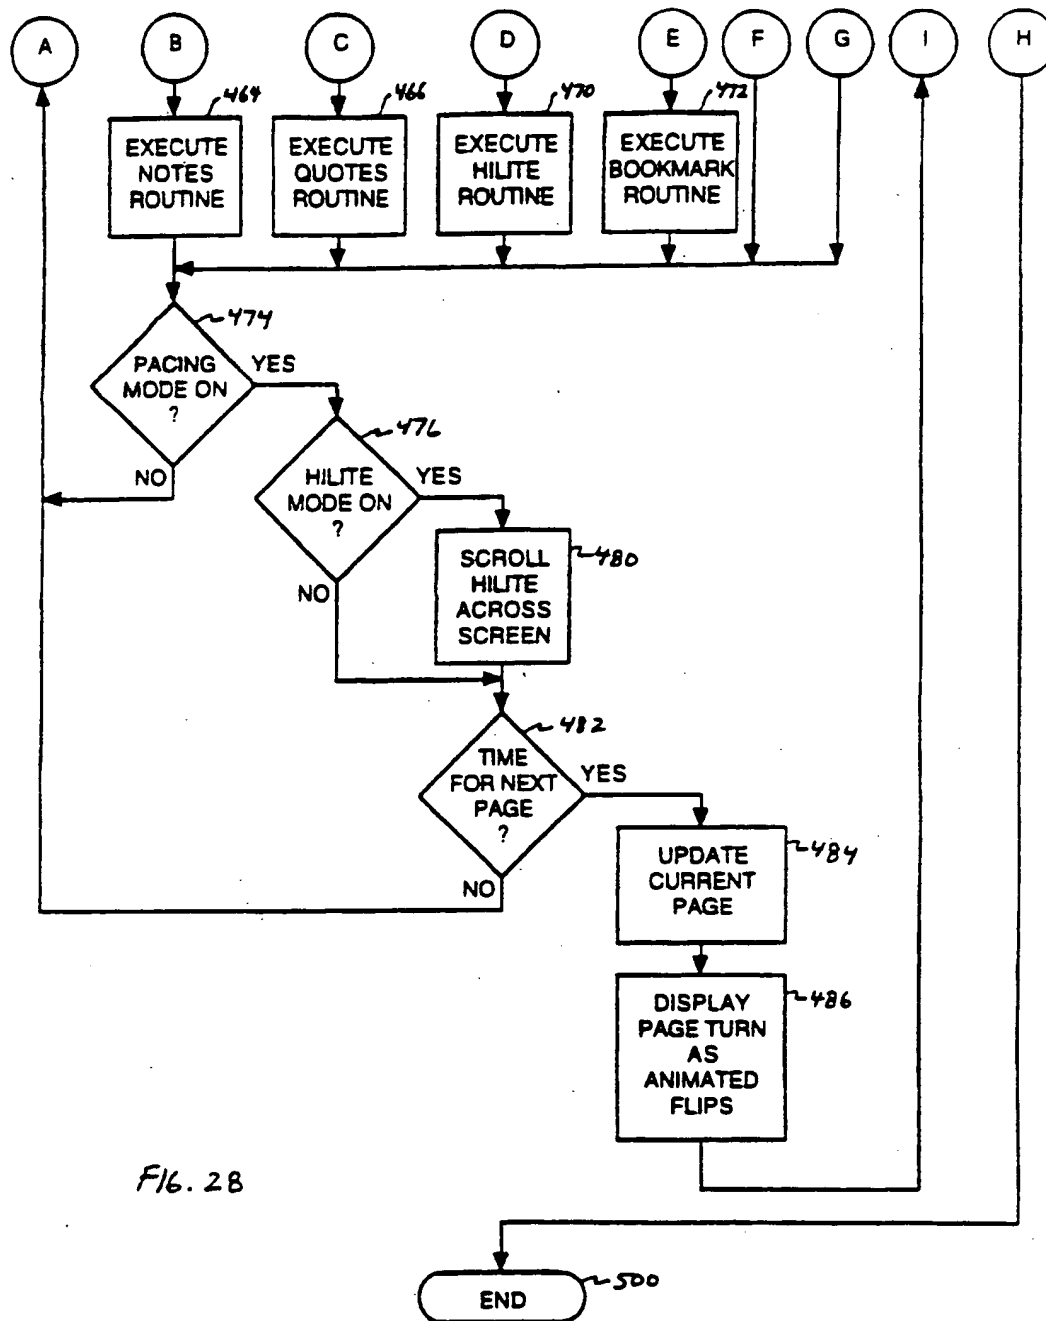 A B C D E F G I H
464 466 470 472
EXECUTE
NOTES
ROUTINE
EXECUTE
QUOTES
ROUTINE
EXECUTE
HILITE
ROUTINE
EXECUTE
BOOKMARK
ROUTINE
474
PACING
MODE ON
?
YES
NO
476
HILITE
MODE ON
?
YES
NO
480
SCROLL
HILITE
ACROSS
SCREEN
482
TIME
FOR NEXT
PAGE
?
YES
NO
484
UPDATE
CURRENT
PAGE
486
DISPLAY
PAGE TURN
AS
ANIMATED
FLIPS
FIG. 28
500
END